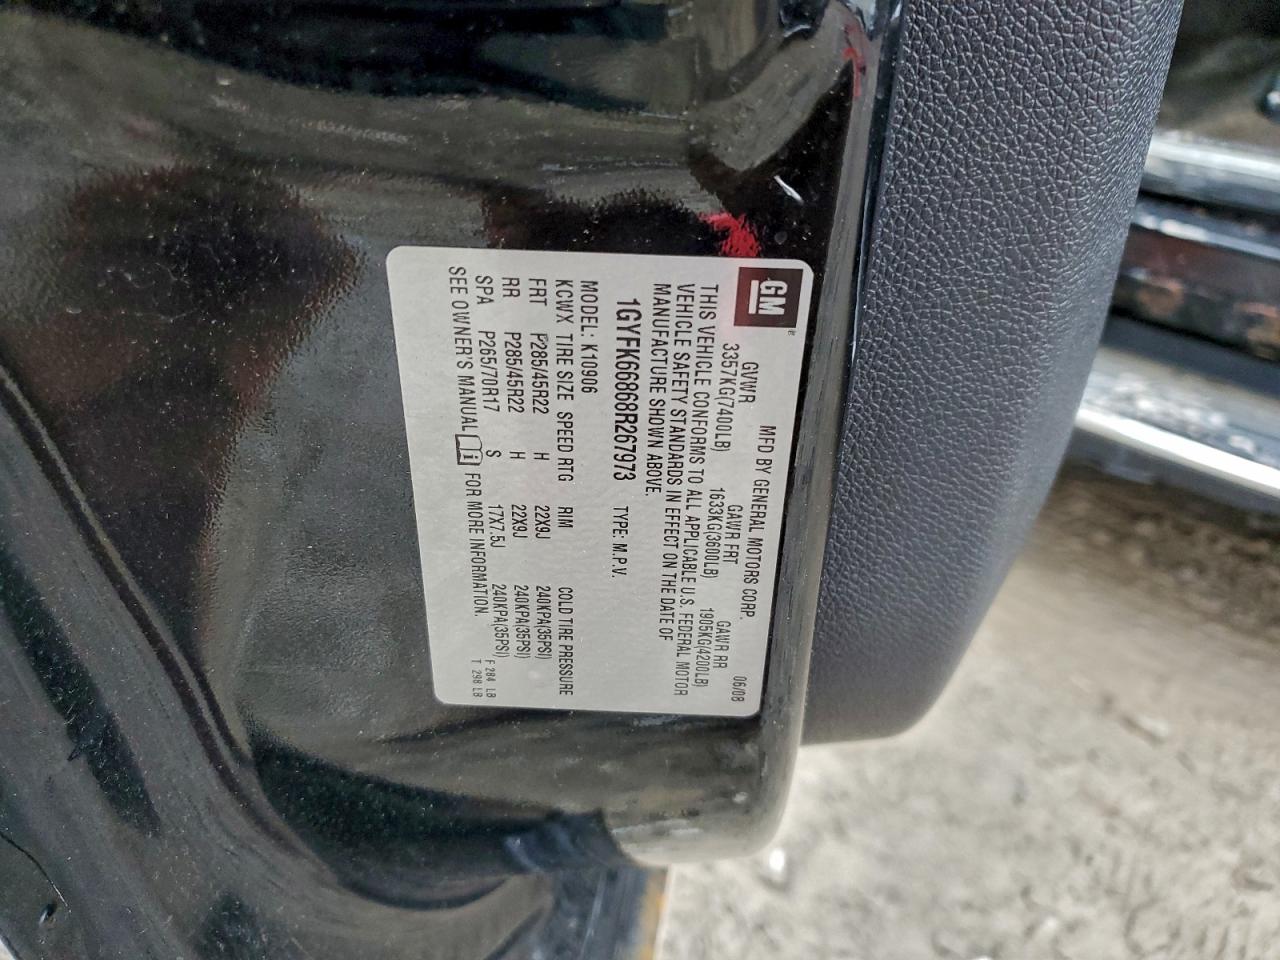 GM
MFD BY GENERAL MOTORS CORP. 06/08
GVWR GAWR FRT GAWR RR
3357KG(7400LB) 1633KG(3600LB) 1905KG(4200LB)
THIS VEHICLE CONFORMS TO ALL APPLICABLE U.S. FEDERAL MOTOR
VEHICLE SAFETY STANDARDS IN EFFECT ON THE DATE OF
MANUFACTURE SHOWN ABOVE.
1GYFK66868R267973 TYPE: M.P.V.
MODEL: K10906
KCWX TIRE SIZE SPEED RTG RIM COLD TIRE PRESSURE
FRT P285/45R22 H 22X9J 240KPA(35PSI)
RR P285/45R22 H 22X9J 240KPA(35PSI)
SPA P265/70R17 S 17X7.5J 240KPA(35PSI) F 284 LB
SEE OWNER'S MANUAL i FOR MORE INFORMATION. T 298 LB